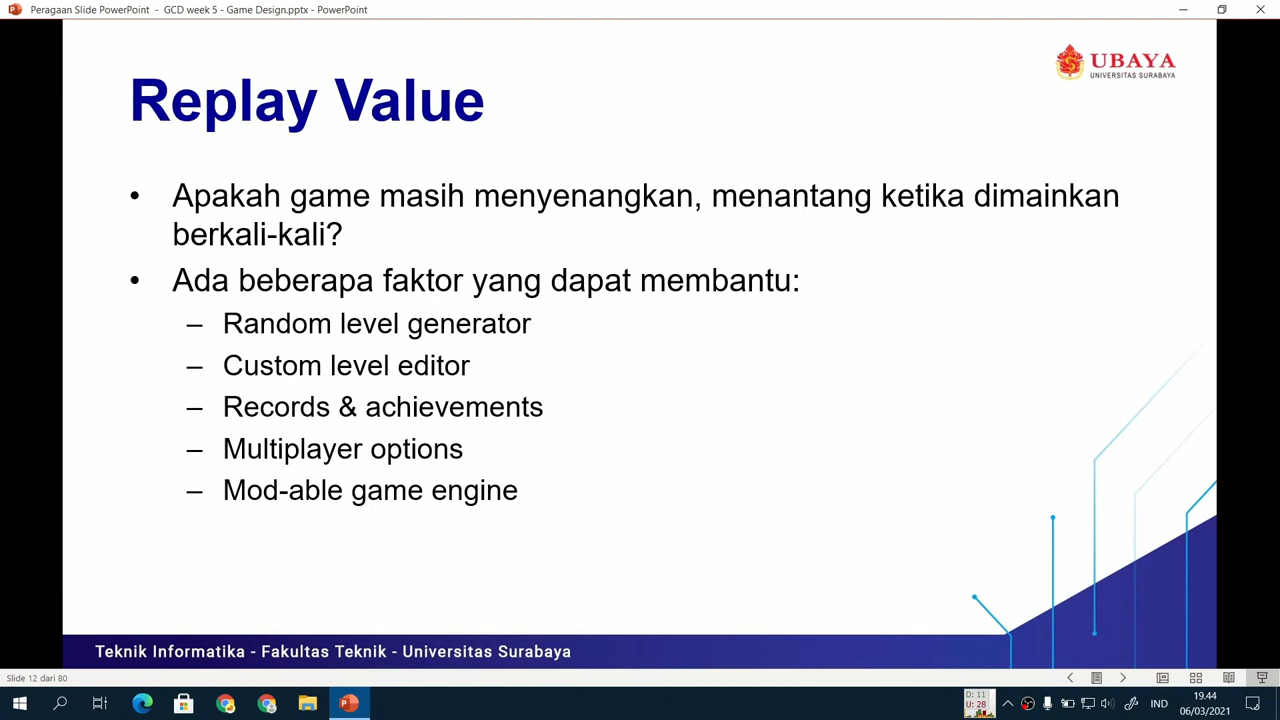 Peragaan Slide PowerPoint - GCD week 5 - Game Design.pptx - PowerPoint
UBAYA
UNIVERSITAS SURABAYA
Replay Value
• Apakah game masih menyenangkan, menantang ketika dimainkan
berkali-kali?
• Ada beberapa faktor yang dapat membantu:
– Random level generator
– Custom level editor
– Records & achievements
– Multiplayer options
– Mod-able game engine
Teknik Informatika - Fakultas Teknik - Universitas Surabaya
Slide 12 dari 80
D: 11
U: 28
IND
19.44
06/03/2021